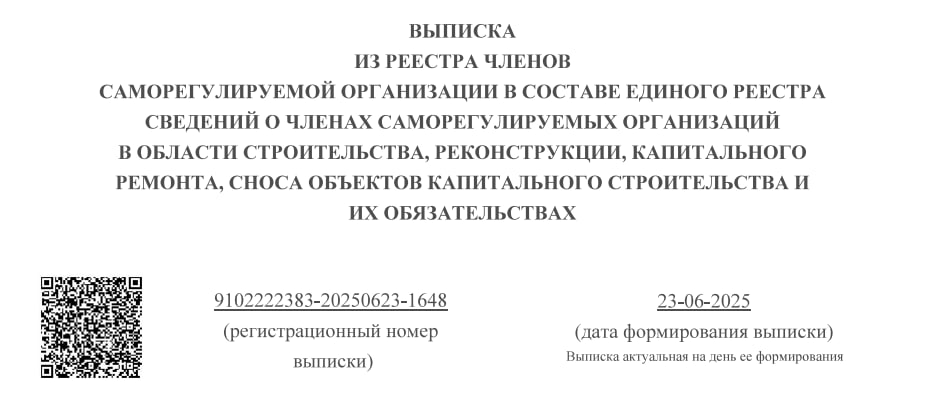 ВЫПИСКА
ИЗ РЕЕСТРА ЧЛЕНОВ
САМОРЕГУЛИРУЕМОЙ ОРГАНИЗАЦИИ В СОСТАВЕ ЕДИНОГО РЕЕСТРА
СВЕДЕНИЙ О ЧЛЕНАХ САМОРЕГУЛИРУЕМЫХ ОРГАНИЗАЦИЙ
В ОБЛАСТИ СТРОИТЕЛЬСТВА, РЕКОНСТРУКЦИИ, КАПИТАЛЬНОГО
РЕМОНТА, СНОСА ОБЪЕКТОВ КАПИТАЛЬНОГО СТРОИТЕЛЬСТВА И
ИХ ОБЯЗАТЕЛЬСТВАХ
9102222383-20250623-1648
(регистрационный номер
выписки)
23-06-2025
(дата формирования выписки)
Выписка актуальная на день ее формирования